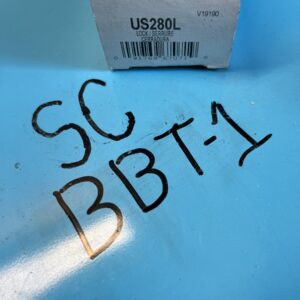 V19190
US280L
LOCK / SERRURE
CERRADURA
SC
BBT-1